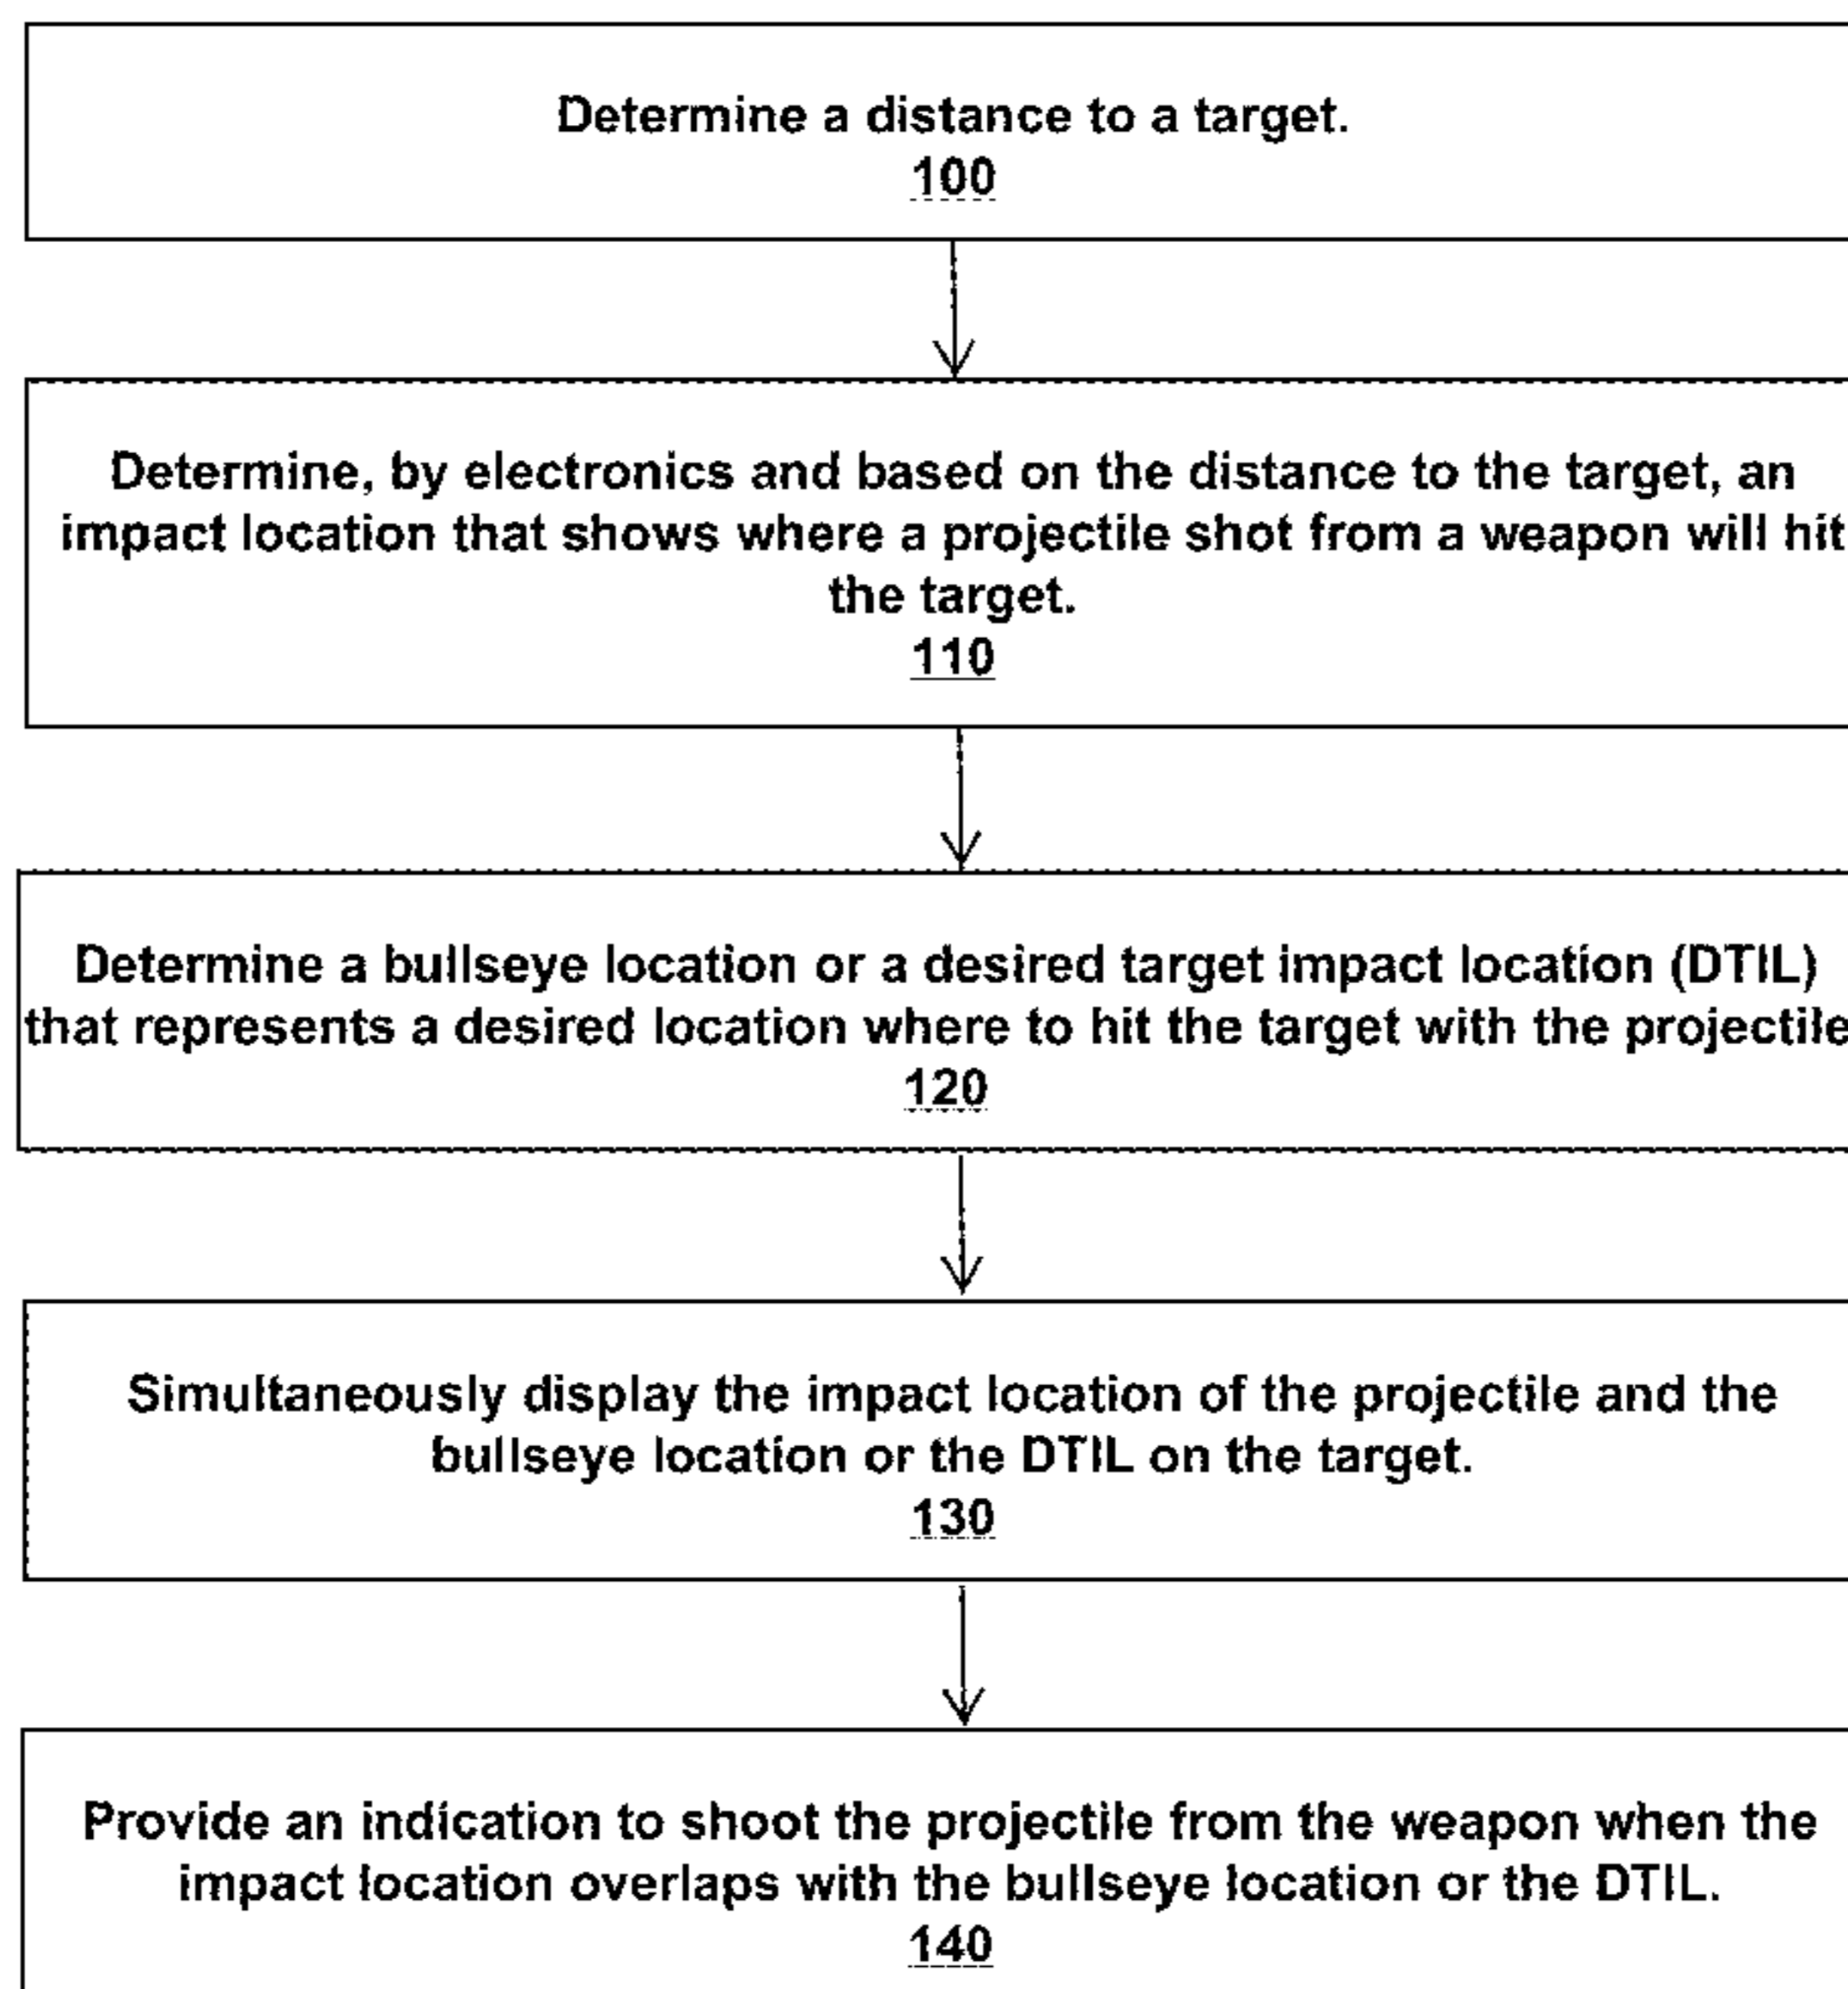 Determine a distance to a target.
100
Determine, by electronics and based on the distance to the target, an
impact location that shows where a projectile shot from a weapon will hit
the target.
110
Determine a bullseye location or a desired target impact location (DTIL)
that represents a desired location where to hit the target with the projectile
120
Simultaneously display the impact location of the projectile and the
bullseye location or the DTIL on the target.
130
Provide an indication to shoot the projectile from the weapon when the
impact location overlaps with the bullseye location or the DTIL.
140